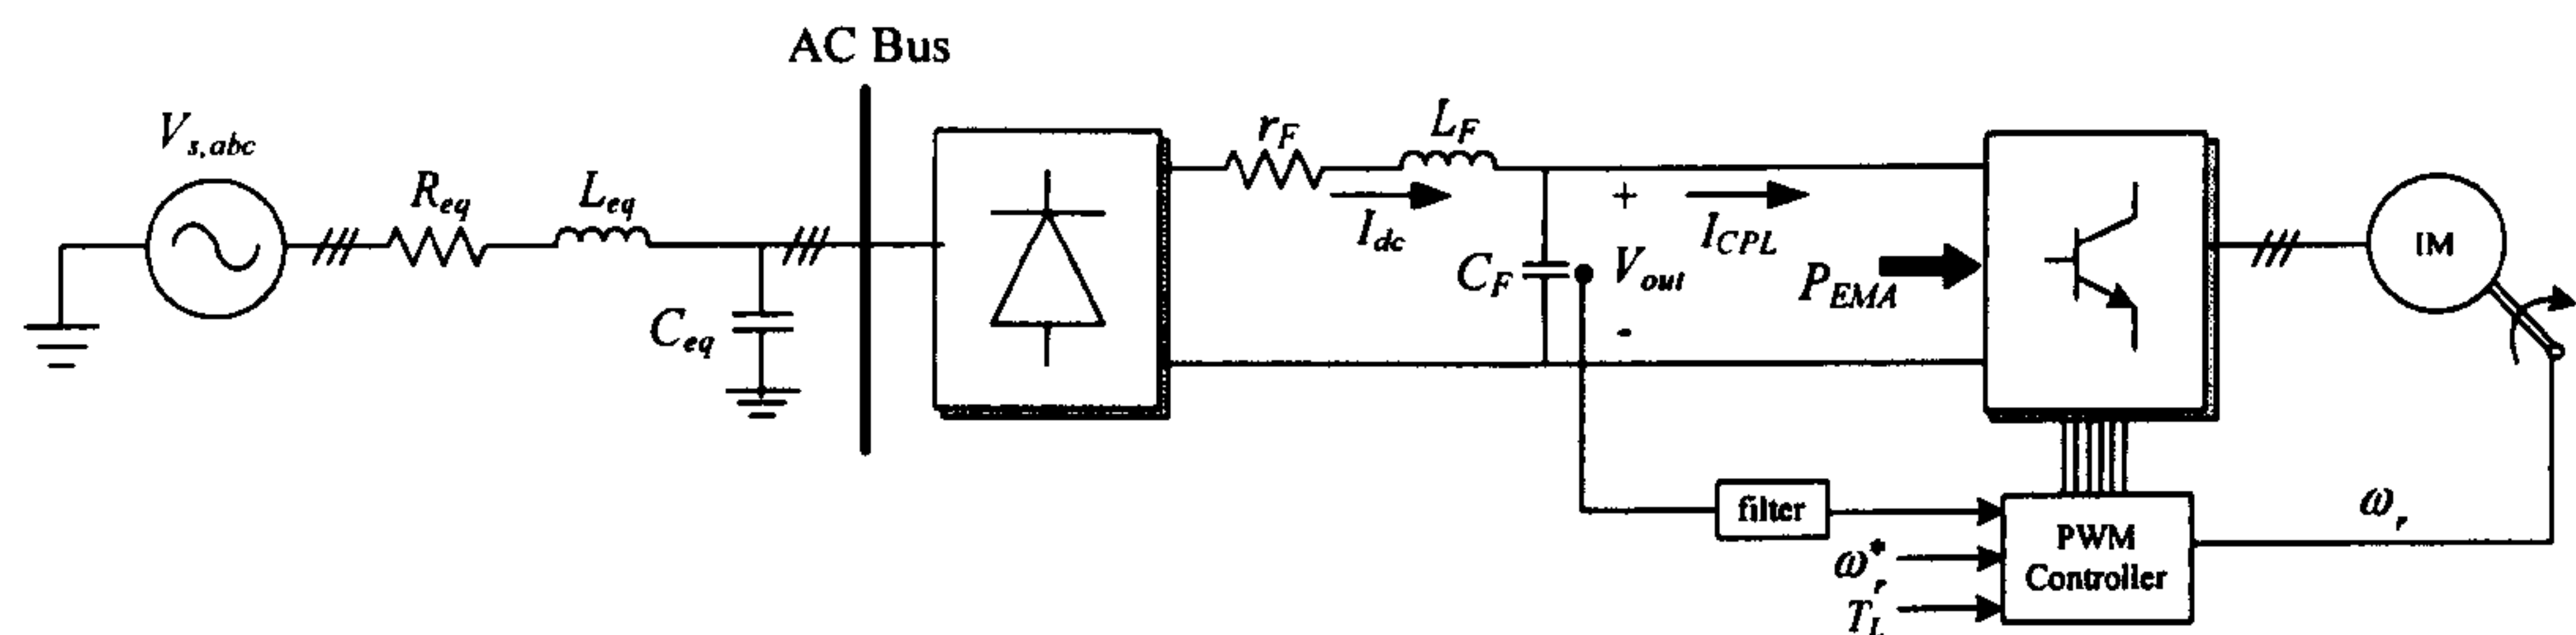 AC Bus
V_{s,abc}
R_{eq}
L_{eq}
C_{eq}
r_F
L_F
I_{dc}
C_F
+
V_{out}
-
I_{CPL}
P_{EMA}
IM
filter
PWM
Controller
ω_r^*
T_L
ω_r